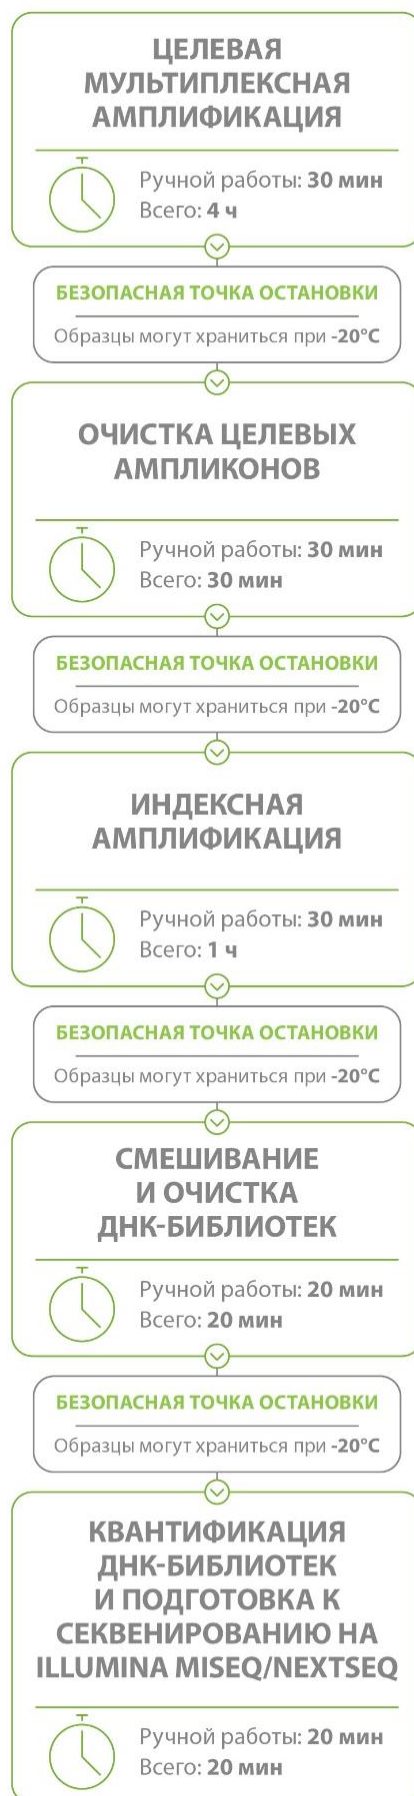 ЦЕЛЕВАЯ
МУЛЬТИПЛЕКСНАЯ
АМПЛИФИКАЦИЯ
Ручной работы: 30 мин
Всего: 4 ч
БЕЗОПАСНАЯ ТОЧКА ОСТАНОВКИ
Образцы могут храниться при -20°C
ОЧИСТКА ЦЕЛЕВЫХ
АМПЛИКОНОВ
Ручной работы: 30 мин
Всего: 30 мин
БЕЗОПАСНАЯ ТОЧКА ОСТАНОВКИ
Образцы могут храниться при -20°C
ИНДЕКСНАЯ
АМПЛИФИКАЦИЯ
Ручной работы: 30 мин
Всего: 1 ч
БЕЗОПАСНАЯ ТОЧКА ОСТАНОВКИ
Образцы могут храниться при -20°C
СМЕШИВАНИЕ
И ОЧИСТКА
ДНК-БИБЛИОТЕК
Ручной работы: 20 мин
Всего: 20 мин
БЕЗОПАСНАЯ ТОЧКА ОСТАНОВКИ
Образцы могут храниться при -20°C
КВАНТИФИКАЦИЯ
ДНК-БИБЛИОТЕК
И ПОДГОТОВКА К
СЕКВЕНИРОВАНИЮ НА
ILLUMINA MISEQ/NEXTSEQ
Ручной работы: 20 мин
Всего: 20 мин